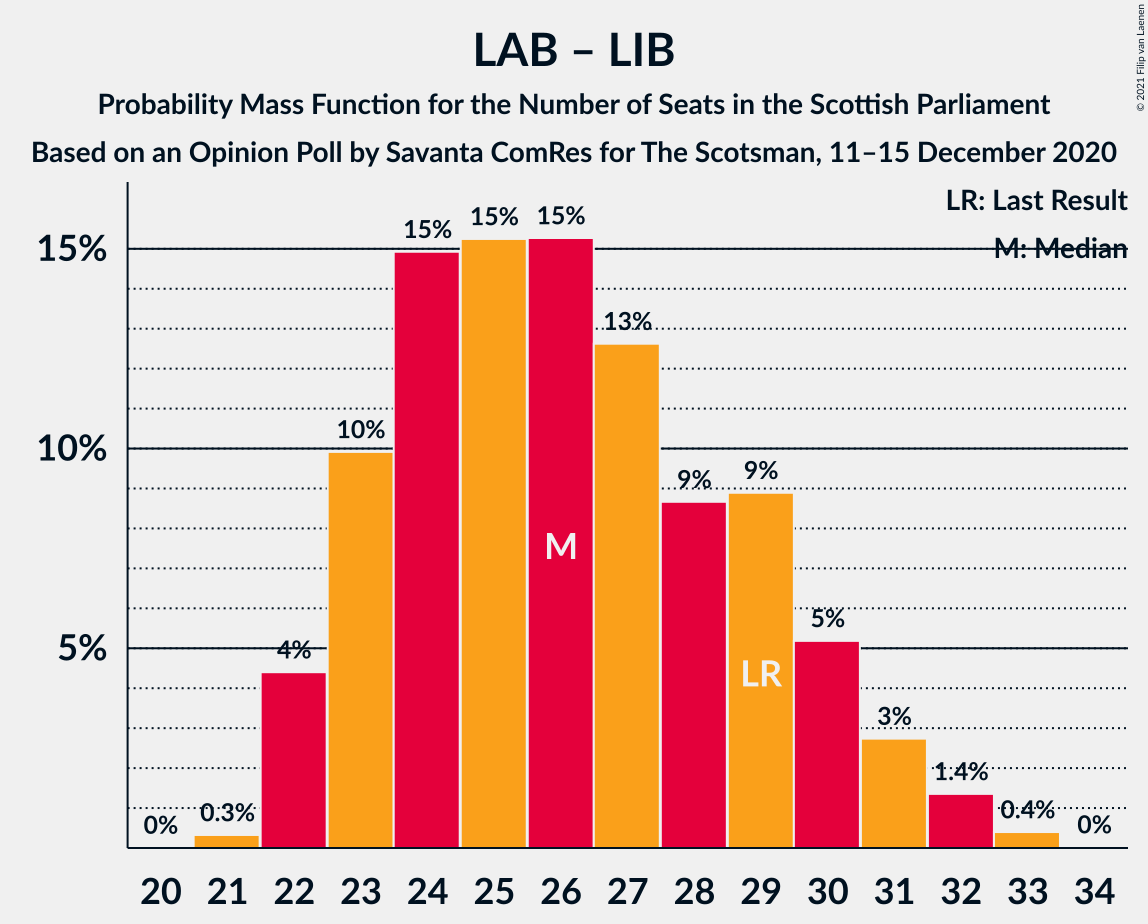 LAB – LIB
Probability Mass Function for the Number of Seats in the Scottish Parliament
Based on an Opinion Poll by Savanta ComRes for The Scotsman, 11–15 December 2020
© 2021 Filip van Laenen
LR: Last Result
M: Median
15%
10%
5%
0%
0.3%
4%
10%
15%
15%
15%
13%
9%
9%
5%
3%
1.4%
0.4%
0%
M
LR
20 21 22 23 24 25 26 27 28 29 30 31 32 33 34